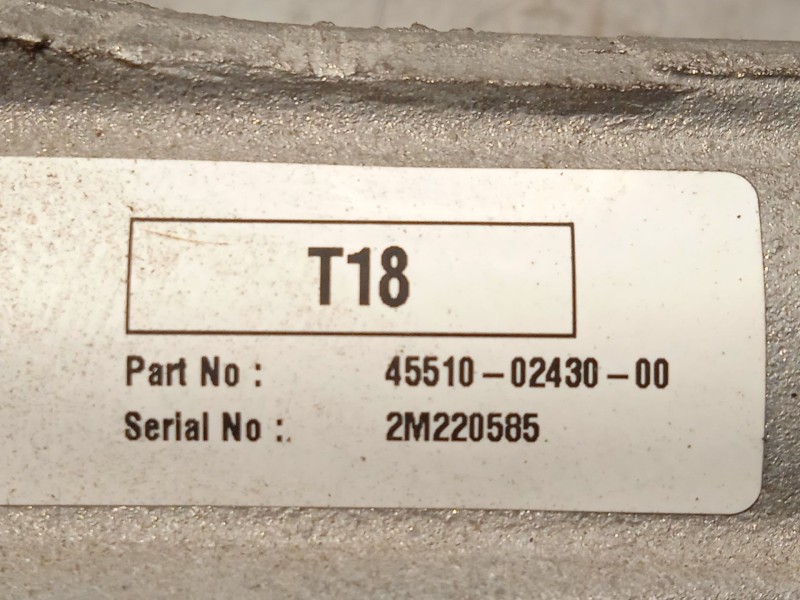 T18
Part No : 45510-02430-00
Serial No : 2M220585